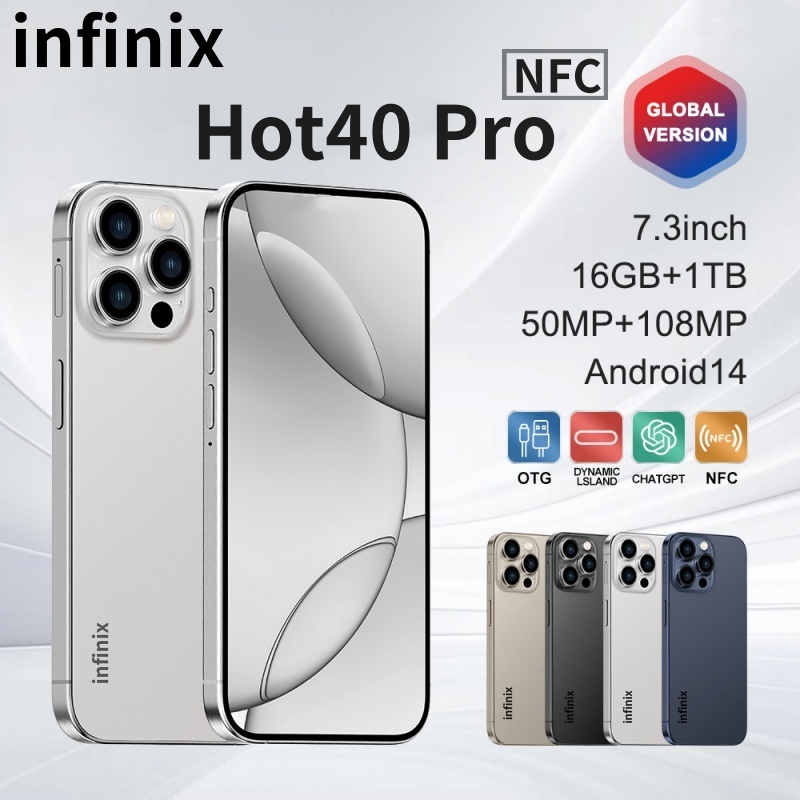 infinix
NFC
Hot40 Pro
GLOBAL
VERSION
7.3inch
16GB+1TB
50MP+108MP
Android14
(NFC)
OTG
DYNAMIC
LSLAND
CHATGPT
NFC
infinix
infinix
infinix
infinix
infinix